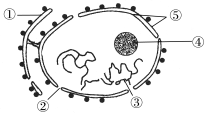 ① ⑤
④
② ③